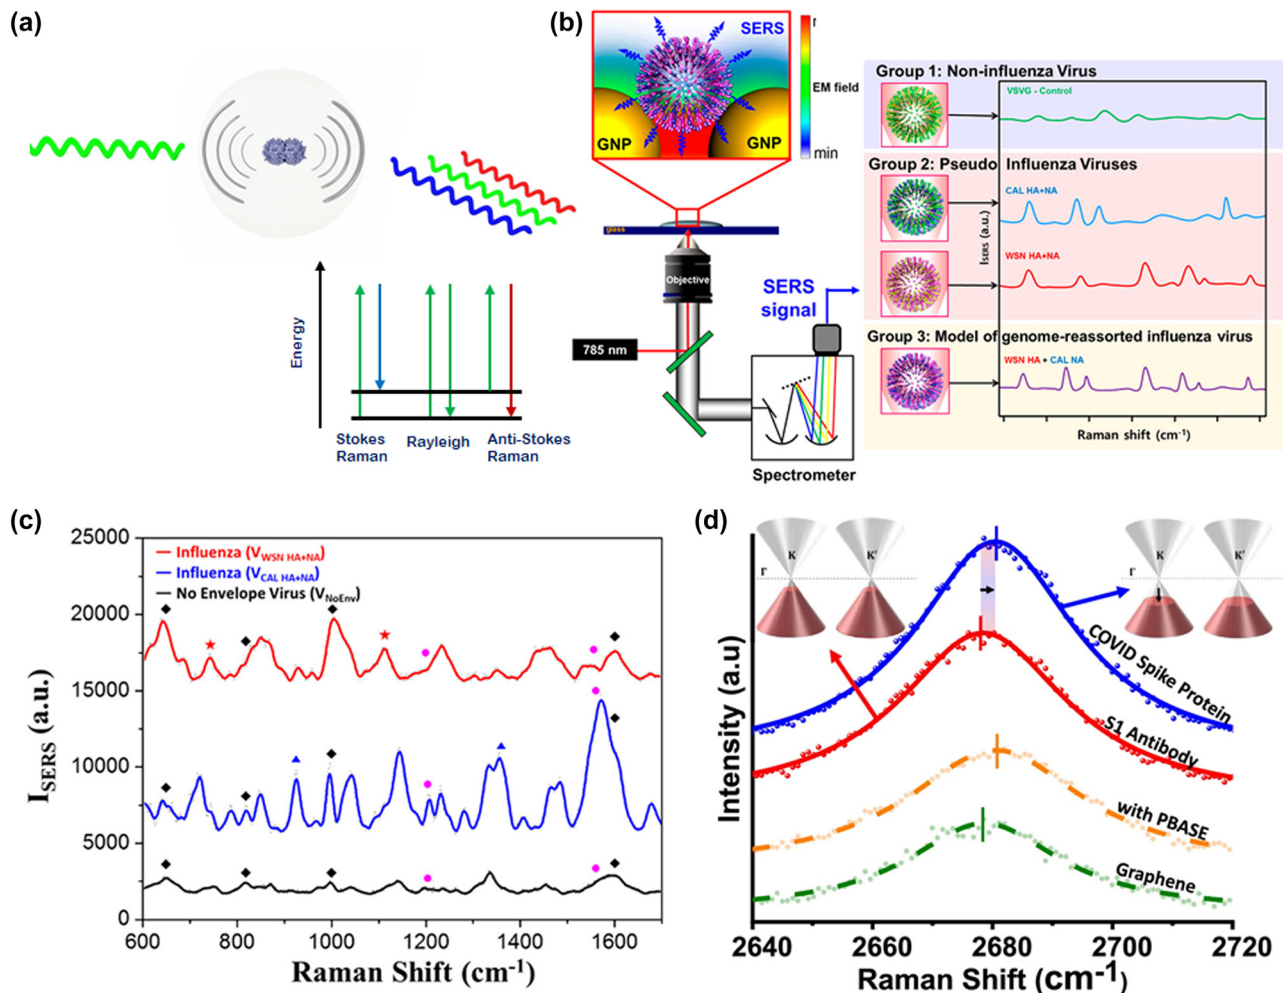 (a)
Energy
Stokes
Raman
Rayleigh
Anti-Stokes
Raman
(b)
SERS
GNP
GNP
r
EM field
min
glass
Objective
785 nm
SERS
signal
Spectrometer
Group 1: Non-influenza Virus
VSVG - Control
Group 2: Pseudo Influenza Viruses
CAL HA+NA
WSN HA+NA
ISERS (a.u.)
Group 3: Model of genome-reassorted influenza virus
WSN HA + CAL NA
Raman shift (cm-1)
(c)
25000
20000
15000
10000
5000
0
ISERS (a.u.)
Influenza (VWSN HA+NA)
Influenza (VCAL HA+NA)
No Envelope Virus (VNoEnv)
600
800
1000
1200
1400
1600
Raman Shift (cm-1)
(d)
Intensity (a.u)
Γ
K
K'
Γ
K
K'
COVID Spike Protein
S1 Antibody
with PBASE
Graphene
2640
2660
2680
2700
2720
Raman Shift (cm-1)